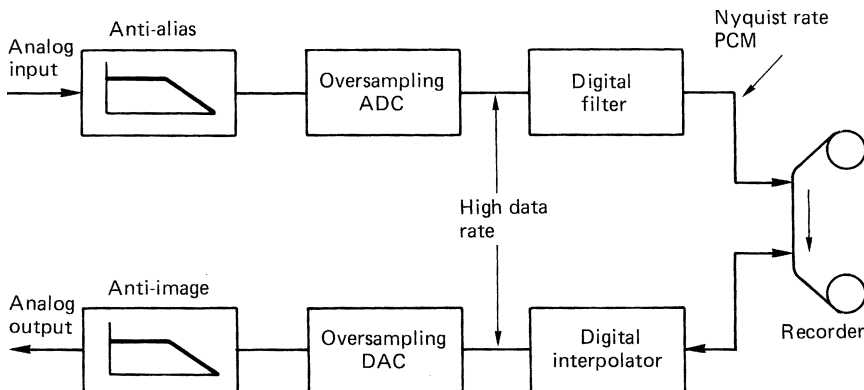 Anti-alias
Analog
input
Oversampling
ADC
Digital
filter
Nyquist rate
PCM
High data
rate
Anti-image
Analog
output
Oversampling
DAC
Digital
interpolator
Recorder